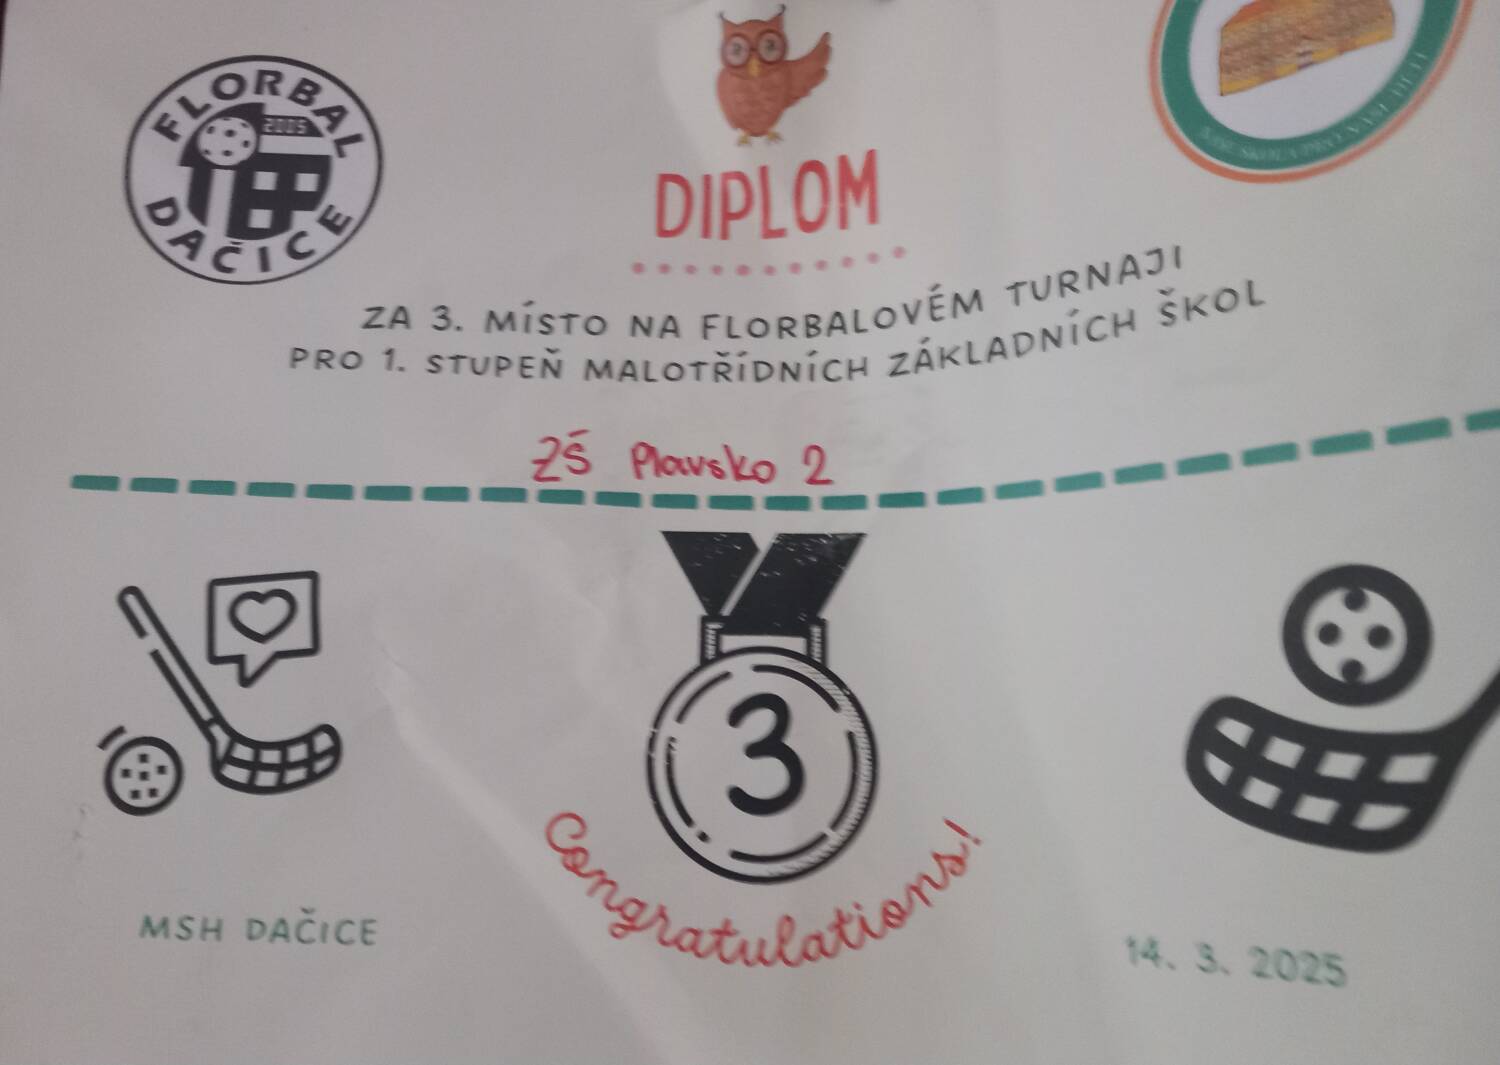 FLORBAL
2005
DAČICE
DIPLOM
ZA 3. MÍSTO NA FLORBALOVÉM TURNAJI
PRO 1. STUPEŇ MALOTŘÍDNÍCH ZÁKLADNÍCH ŠKOL
ZŠ Plavsko 2
3
Congratulations!
MSH DAČICE
14. 3. 2025